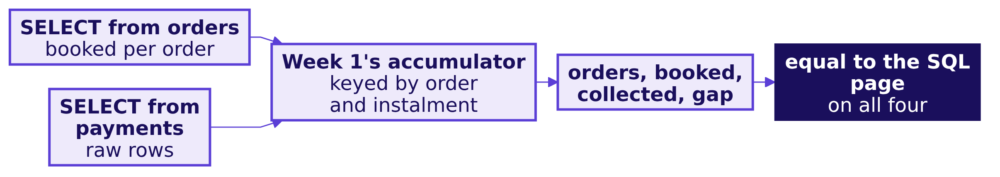 SELECT from orders
booked per order
SELECT from
payments
raw rows
Week 1's accumulator
keyed by order
and instalment
orders, booked,
collected, gap
equal to the SQL
page
on all four